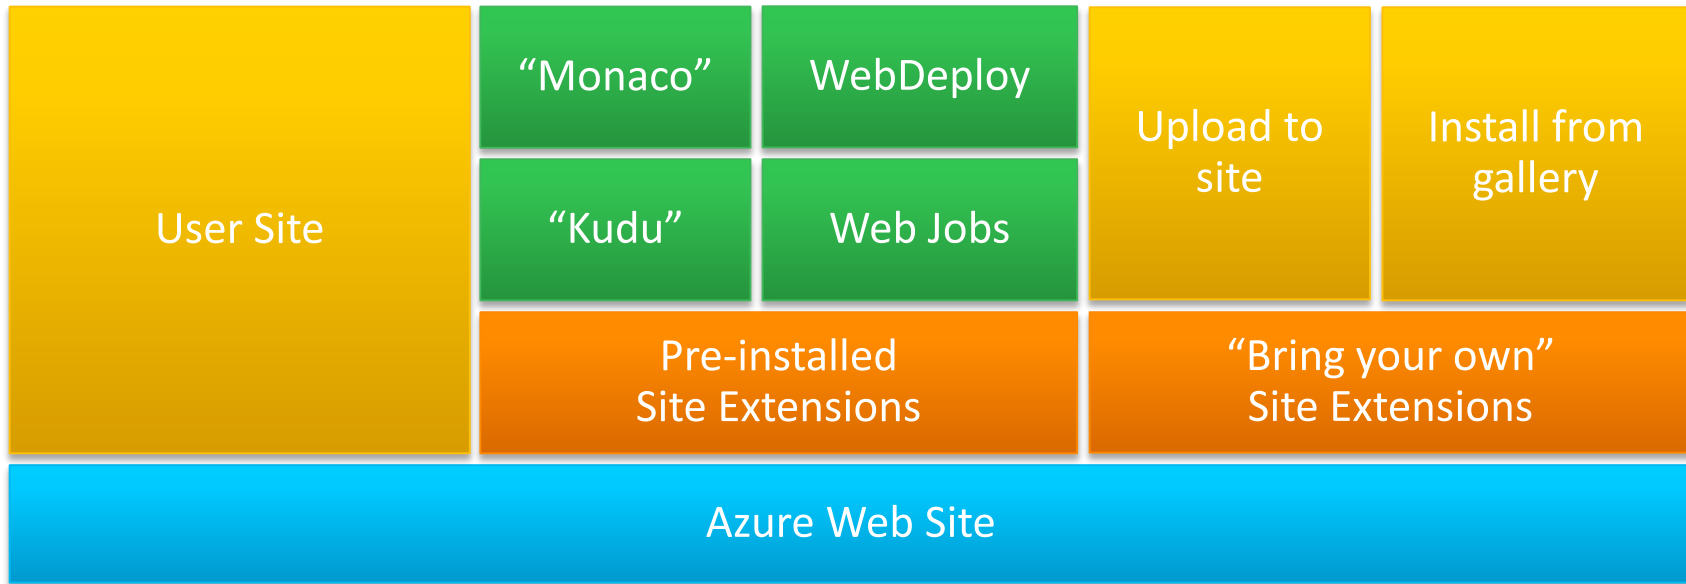 User Site
“Monaco”
WebDeploy
“Kudu”
Web Jobs
Upload to
site
Install from
gallery
Pre-installed
Site Extensions
“Bring your own”
Site Extensions
Azure Web Site